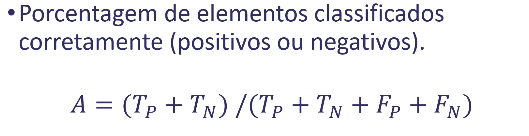 • Porcentagem de elementos classificados
corretamente (positivos ou negativos).
A = (T_P + T_N) / (T_P + T_N + F_P + F_N)